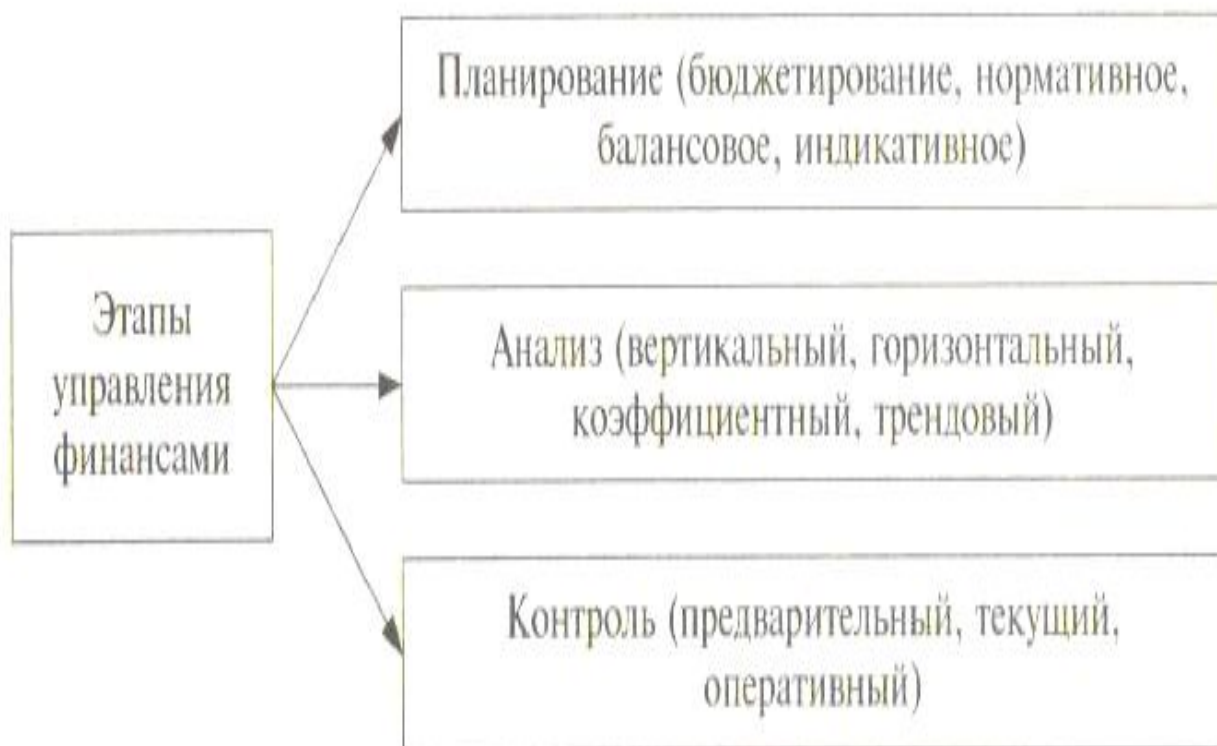 Этапы
управления
финансами
Планирование (бюджетирование, нормативное,
балансовое, индикативное)
Анализ (вертикальный, горизонтальный,
коэффициентный, трендовый)
Контроль (предварительный, текущий,
оперативный)